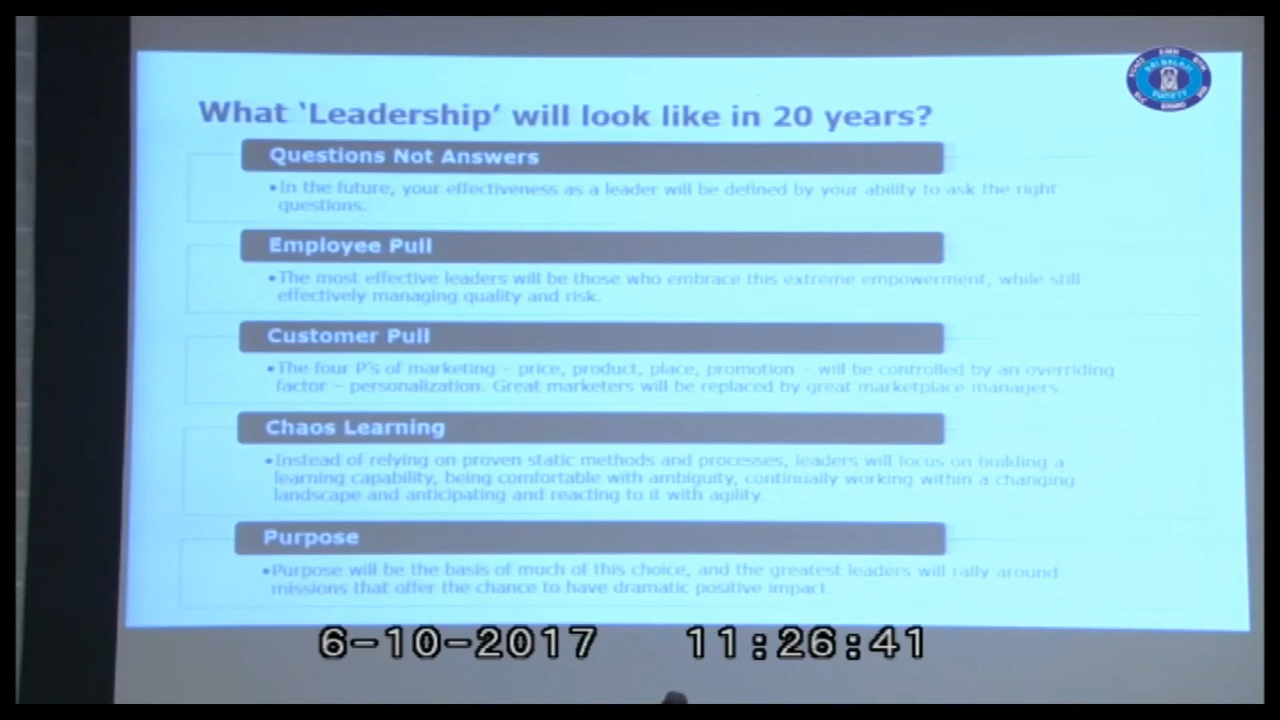 What ‘Leadership’ will look like in 20 years?
Questions Not Answers
•In the future, your effectiveness as a leader will be defined by your ability to ask the right
questions.
Employee Pull
•The most effective leaders will be those who embrace this extreme empowerment, while still
effectively managing quality and risk.
Customer Pull
•The four P's of marketing – price, product, place, promotion – will be controlled by an overriding
factor – personalization. Great marketers will be replaced by great marketplace managers.
Chaos Learning
•Instead of relying on proven static methods and processes, leaders will focus on building a
learning capability, being comfortable with ambiguity, continually working within a changing
landscape and anticipating and reacting to it with agility.
Purpose
•Purpose will be the basis of much of this choice, and the greatest leaders will rally around
missions that offer the chance to have dramatic positive impact
6-10-2017 11:26:41